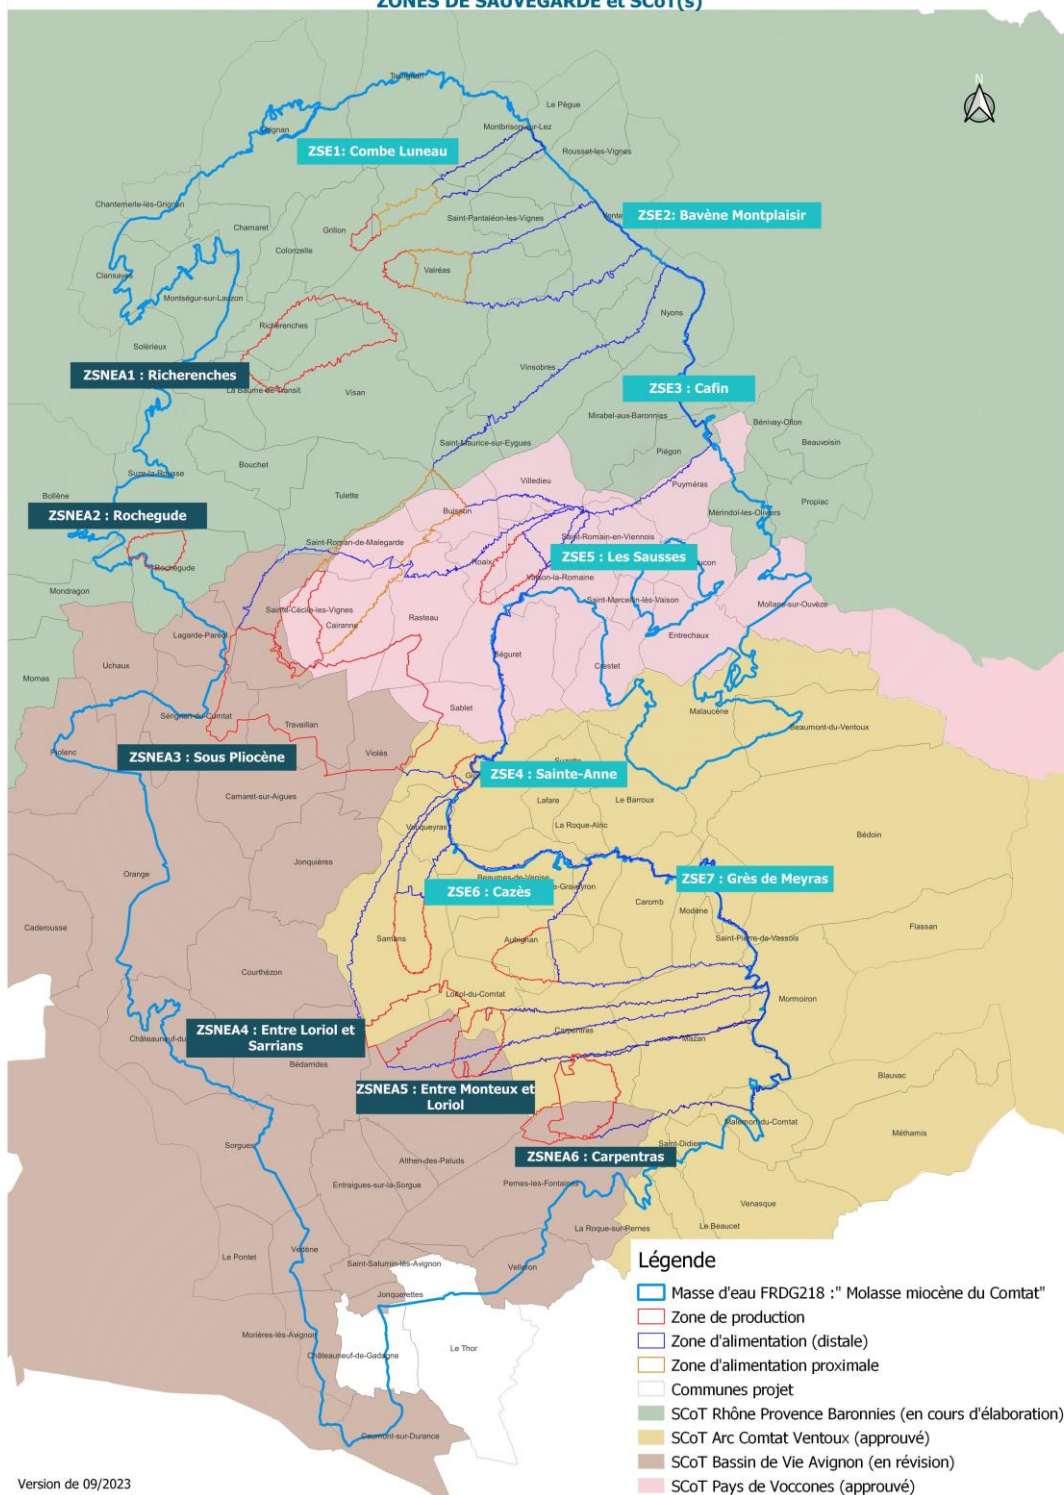 ZONES DE SAUVEGARDE et SCoT(s)
N
Taulignan
Le Pègue
Grignan
Montbrison-sur-Lez
ZSE1: Combe Luneau
Rousset-les-Vignes
Chantemerle-lès-Grignan
Chamaret
Grillon
Saint-Pantaléon-les-Vignes
ZSE2: Bavène Montplaisir
Colonzelle
Valréas
Clansayes
Montségur-sur-Lauzon
Nyons
Richerenches
Solérieux
Vinsobres
ZSNEA1 : Richerenches
La Baume-de-Transit
Visan
ZSE3 : Cafin
Mirabel-aux-Baronnies
Bénivay-Ollon
Beauvoisin
Saint-Maurice-sur-Eygues
Piégon
Bouchet
Suze-la-Rousse
Villedieu
Puyméras
Tulette
Bollène
Propiac
Buisson
Mérindol-les-Oliviers
ZSNEA2 : Rochegude
Saint-Roman-de-Malegarde
Saint-Romain-en-Viennois
ZSE5 : Les Sausses
Roaix
Rochegude
Vaison-la-Romaine
Mondragon
Saint-Marcellin-lès-Vaison
Mollans-sur-Ouvèze
Sainte-Cécile-les-Vignes
Cairanne
Rasteau
Lagarde-Paréol
Entrechaux
Séguret
Uchaux
Crestet
Momas
Sablet
Malaucène
Sérignan-du-Comtat
Travaillan
Beaumont-du-Ventoux
Piolenc
Violès
ZSNEA3 : Sous Pliocène
ZSE4 : Sainte-Anne
Camaret-sur-Aigues
Lafare
Le Barroux
Vacqueyras
La Roque-Alric
Bédoin
Jonquières
Orange
Beaumes-de-Venise
ZSE7 : Grès de Meyras
ZSE6 : Cazès
Caromb
Modène
Caderousse
Flassan
Sarrians
Aubignan
Saint-Pierre-de-Vassols
Courthézon
Loriol-du-Comtat
Mormoiron
ZSNEA4 : Entre Loriol et
Sarrians
Carpentras
Mazan
Châteauneuf-du
Bédarrides
Blauvac
ZSNEA5 : Entre Monteux et
Loriol
Malemort-du-Comtat
Méthamis
Sorgues
Saint-Didier
ZSNEA6 : Carpentras
Althen-des-Paluds
Entraigues-sur-la-Sorgue
Pernes-les-Fontaines
Venasque
La Roque-sur-Pernes
Le Beaucet
Le Pontet
Vedène
Saint-Saturnin-lès-Avignon
Velleron
Jonquerettes
Morières-lès-Avignon
Le Thor
Châteauneuf-de-Gadagne
Caumont-sur-Durance
Légende
Masse d'eau FRDG218 :" Molasse miocène du Comtat"
Zone de production
Zone d'alimentation (distale)
Zone d'alimentation proximale
Communes projet
SCoT Rhône Provence Baronnies (en cours d'élaboration)
SCoT Arc Comtat Ventoux (approuvé)
SCoT Bassin de Vie Avignon (en révision)
SCoT Pays de Voccones (approuvé)
Version de 09/2023